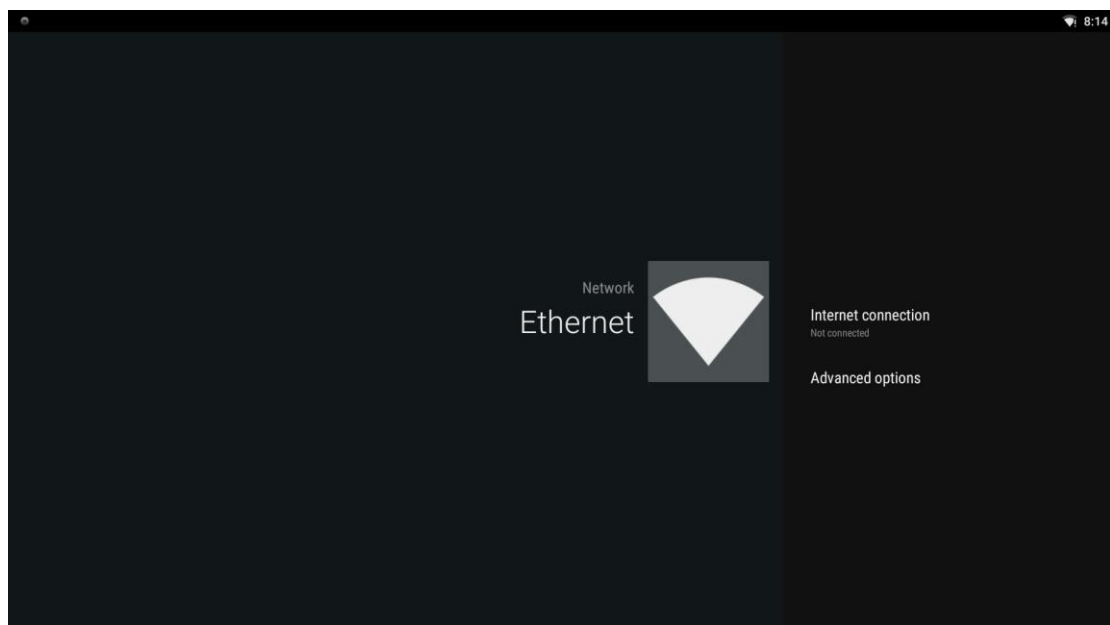 8:14
Network
Ethernet
Internet connection
Not connected
Advanced options